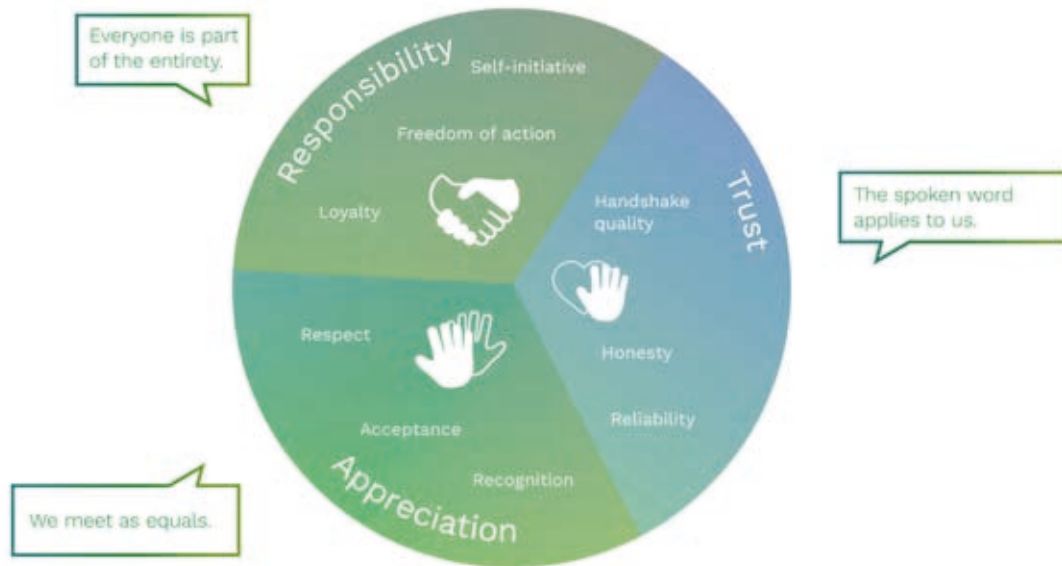 Everyone is part
of the entirety.
Responsibility
Self-initiative
Freedom of action
Loyalty
Trust
Handshake
quality
Honesty
Reliability
The spoken word
applies to us.
Respect
Acceptance
Recognition
Appreciation
We meet as equals.